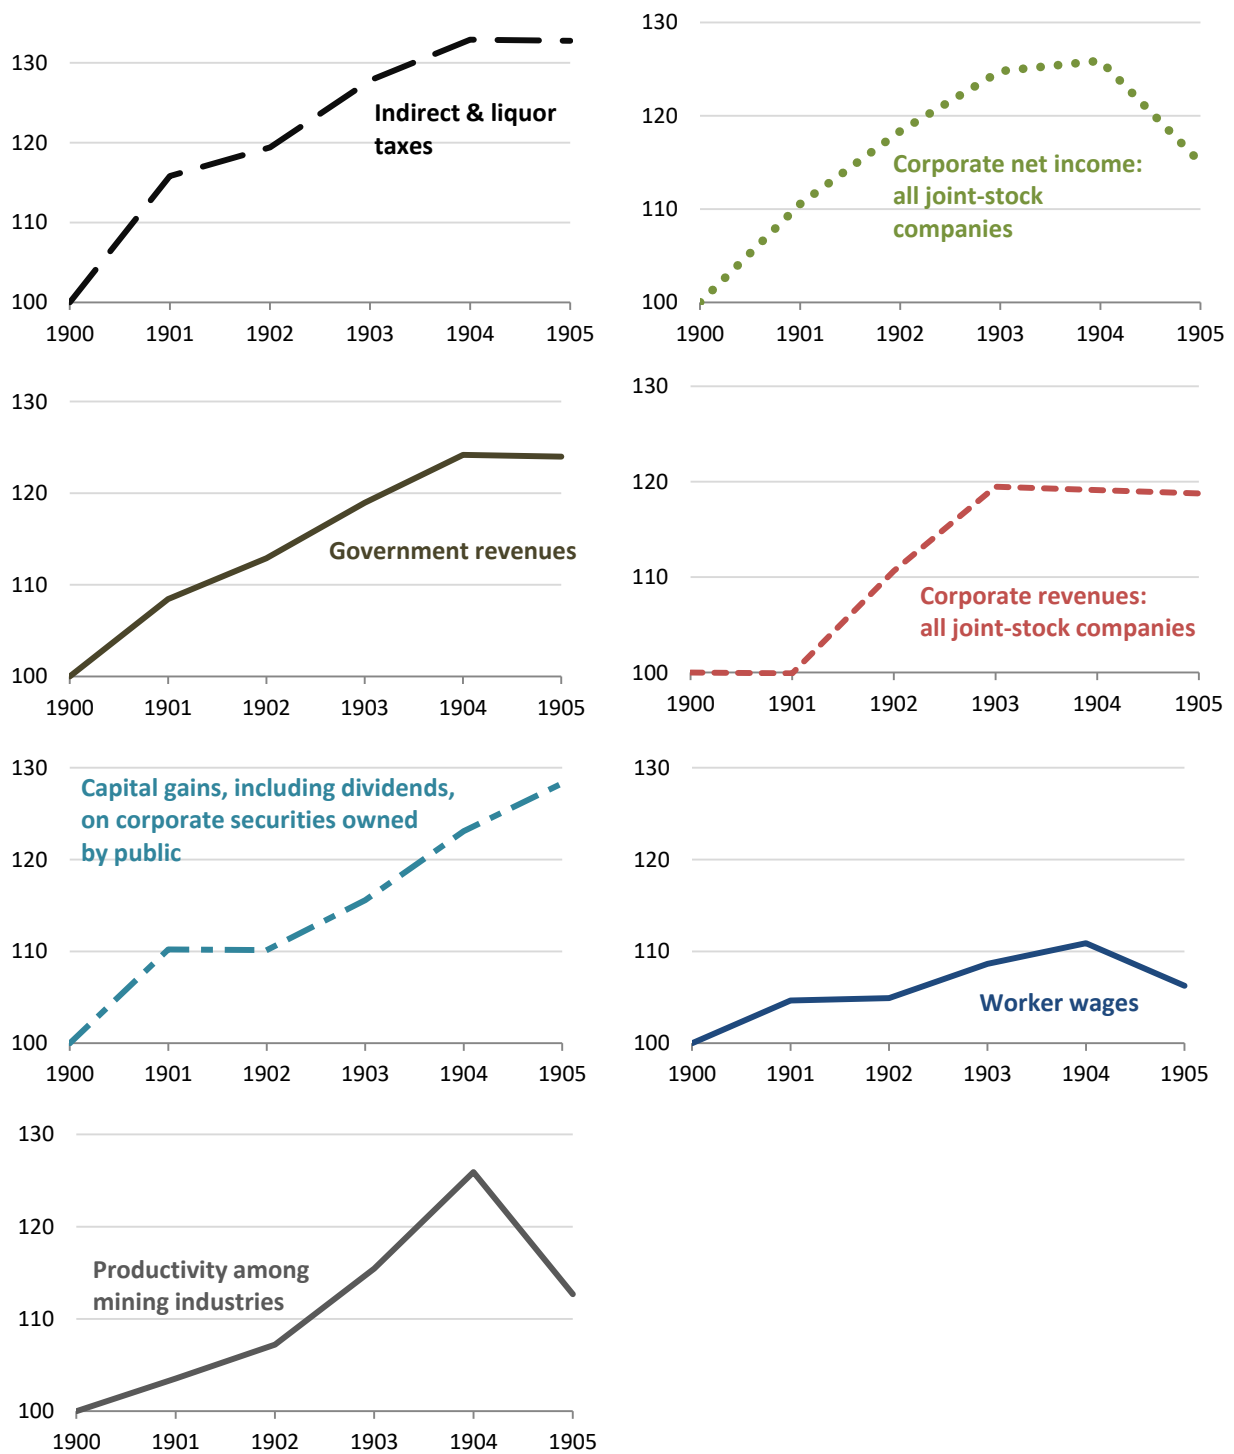 130
120
110
100
1900 1901 1902 1903 1904 1905
Indirect & liquor
taxes
130
120
110
100
1900 1901 1902 1903 1904 1905
Corporate net income:
all joint-stock
companies
130
120
110
100
1900 1901 1902 1903 1904 1905
Government revenues
130
120
110
100
1900 1901 1902 1903 1904 1905
Corporate revenues:
all joint-stock companies
130
120
110
100
1900 1901 1902 1903 1904 1905
Capital gains, including dividends,
on corporate securities owned
by public
130
120
110
100
1900 1901 1902 1903 1904 1905
Worker wages
130
120
110
100
1900 1901 1902 1903 1904 1905
Productivity among
mining industries